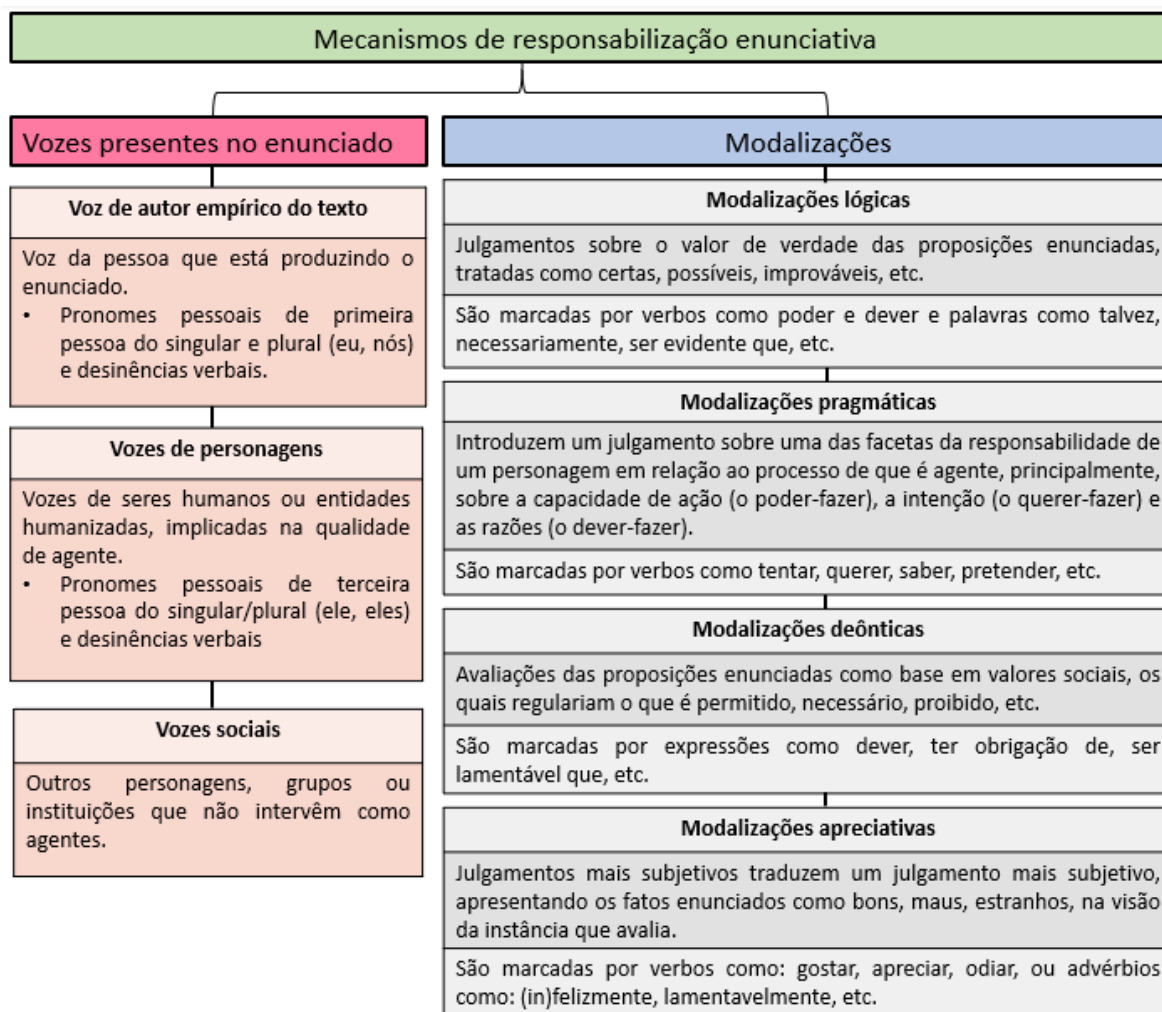 Mecanismos de responsabilização enunciativa
Vozes presentes no enunciado
Voz de autor empírico do texto
Voz da pessoa que está produzindo o
enunciado.
• Pronomes pessoais de primeira
pessoa do singular e plural (eu, nós)
e desinências verbais.
Vozes de personagens
Vozes de seres humanos ou entidades
humanizadas, implicadas na qualidade
de agente.
• Pronomes pessoais de terceira
pessoa do singular/plural (ele, eles)
e desinências verbais
Vozes sociais
Outros personagens, grupos ou
instituições que não intervêm como
agentes.
Modalizações
Modalizações lógicas
Julgamentos sobre o valor de verdade das proposições enunciadas,
tratadas como certas, possíveis, improváveis, etc.
São marcadas por verbos como poder e dever e palavras como talvez,
necessariamente, ser evidente que, etc.
Modalizações pragmáticas
Introduzem um julgamento sobre uma das facetas da responsabilidade de
um personagem em relação ao processo de que é agente, principalmente,
sobre a capacidade de ação (o poder-fazer), a intenção (o querer-fazer) e
as razões (o dever-fazer).
São marcadas por verbos como tentar, querer, saber, pretender, etc.
Modalizações deônticas
Avaliações das proposições enunciadas como base em valores sociais, os
quais regulariam o que é permitido, necessário, proibido, etc.
São marcadas por expressões como dever, ter obrigação de, ser
lamentável que, etc.
Modalizações apreciativas
Julgamentos mais subjetivos traduzem um julgamento mais subjetivo,
apresentando os fatos enunciados como bons, maus, estranhos, na visão
da instância que avalia.
São marcadas por verbos como: gostar, apreciar, odiar, ou advérbios
como: (in)felizmente, lamentavelmente, etc.